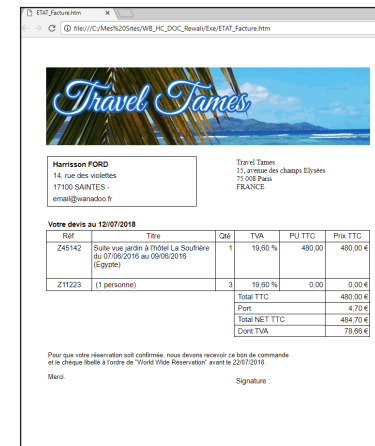 ETAT_Facture.htm
file:///C:/Mes%20Sites/WB_HC_DOC_Rewali/Exe/ETAT_Facture.htm
Travel Tames
Harrisson FORD
14, rue des violettes
17100 SAINTES -
email@wanadoo.fr
Travel Tames
15, avenue des champs Elysées
75 008 Paris
FRANCE
Votre devis au 12//07/2018
Réf. Titre Qté TVA PU TTC Prix TTC
Z45142 Suite vue jardin à l'hôtel La Soufrière 1 19,60 % 480,00 480,00 €
du 07/06/2016 au 09/06/2016
(Egypte)
Z11223 (1 personne) 3 19,60 % 0,00 0,00 €
Total TTC 480,00 €
Port 4,70 €
Total NET TTC 484,70 €
Dont TVA 78,66 €
Pour que votre réservation soit confirmée, nous devons recevoir ce bon de commande
et le chèque libellé à l'ordre de "World Wide Réservation" avant le 22/07/2018.
Merci.
Signature :